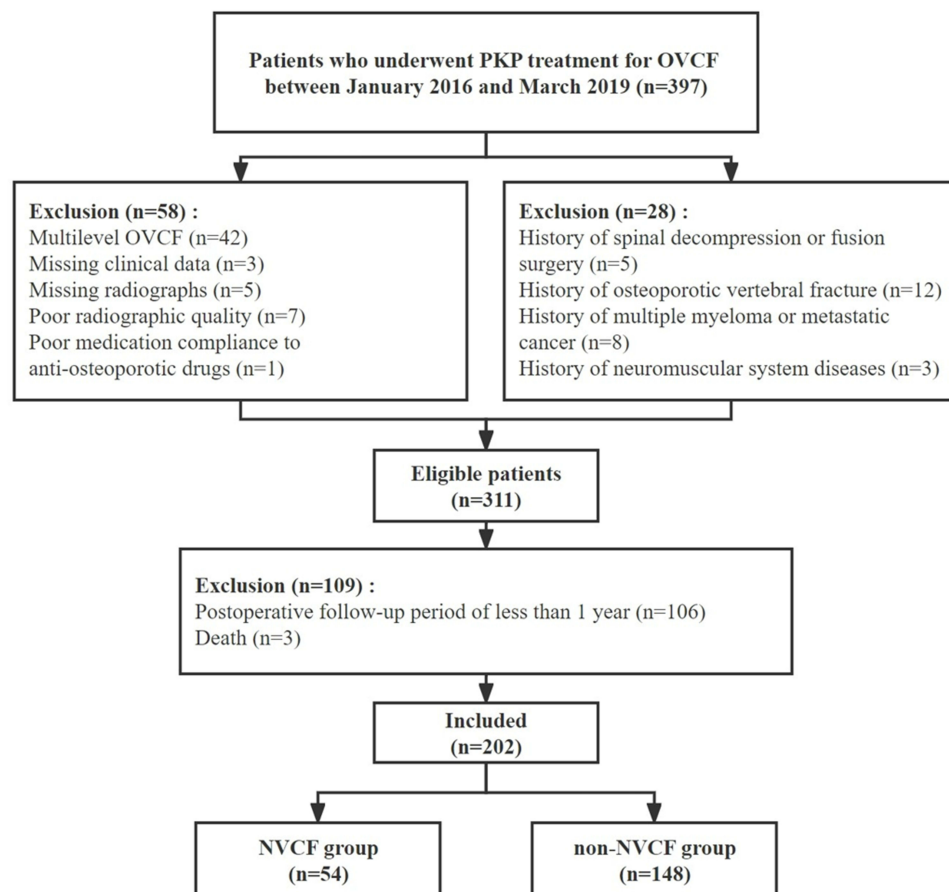 Patients who underwent PKP treatment for OVCF
between January 2016 and March 2019 (n=397)
Exclusion (n=58) :
Multilevel OVCF (n=42)
Missing clinical data (n=3)
Missing radiographs (n=5)
Poor radiographic quality (n=7)
Poor medication compliance to
anti-osteoporotic drugs (n=1)
Exclusion (n=28) :
History of spinal decompression or fusion
surgery (n=5)
History of osteoporotic vertebral fracture (n=12)
History of multiple myeloma or metastatic
cancer (n=8)
History of neuromuscular system diseases (n=3)
Eligible patients
(n=311)
Exclusion (n=109) :
Postoperative follow-up period of less than 1 year (n=106)
Death (n=3)
Included
(n=202)
NVCF group
(n=54)
non-NVCF group
(n=148)